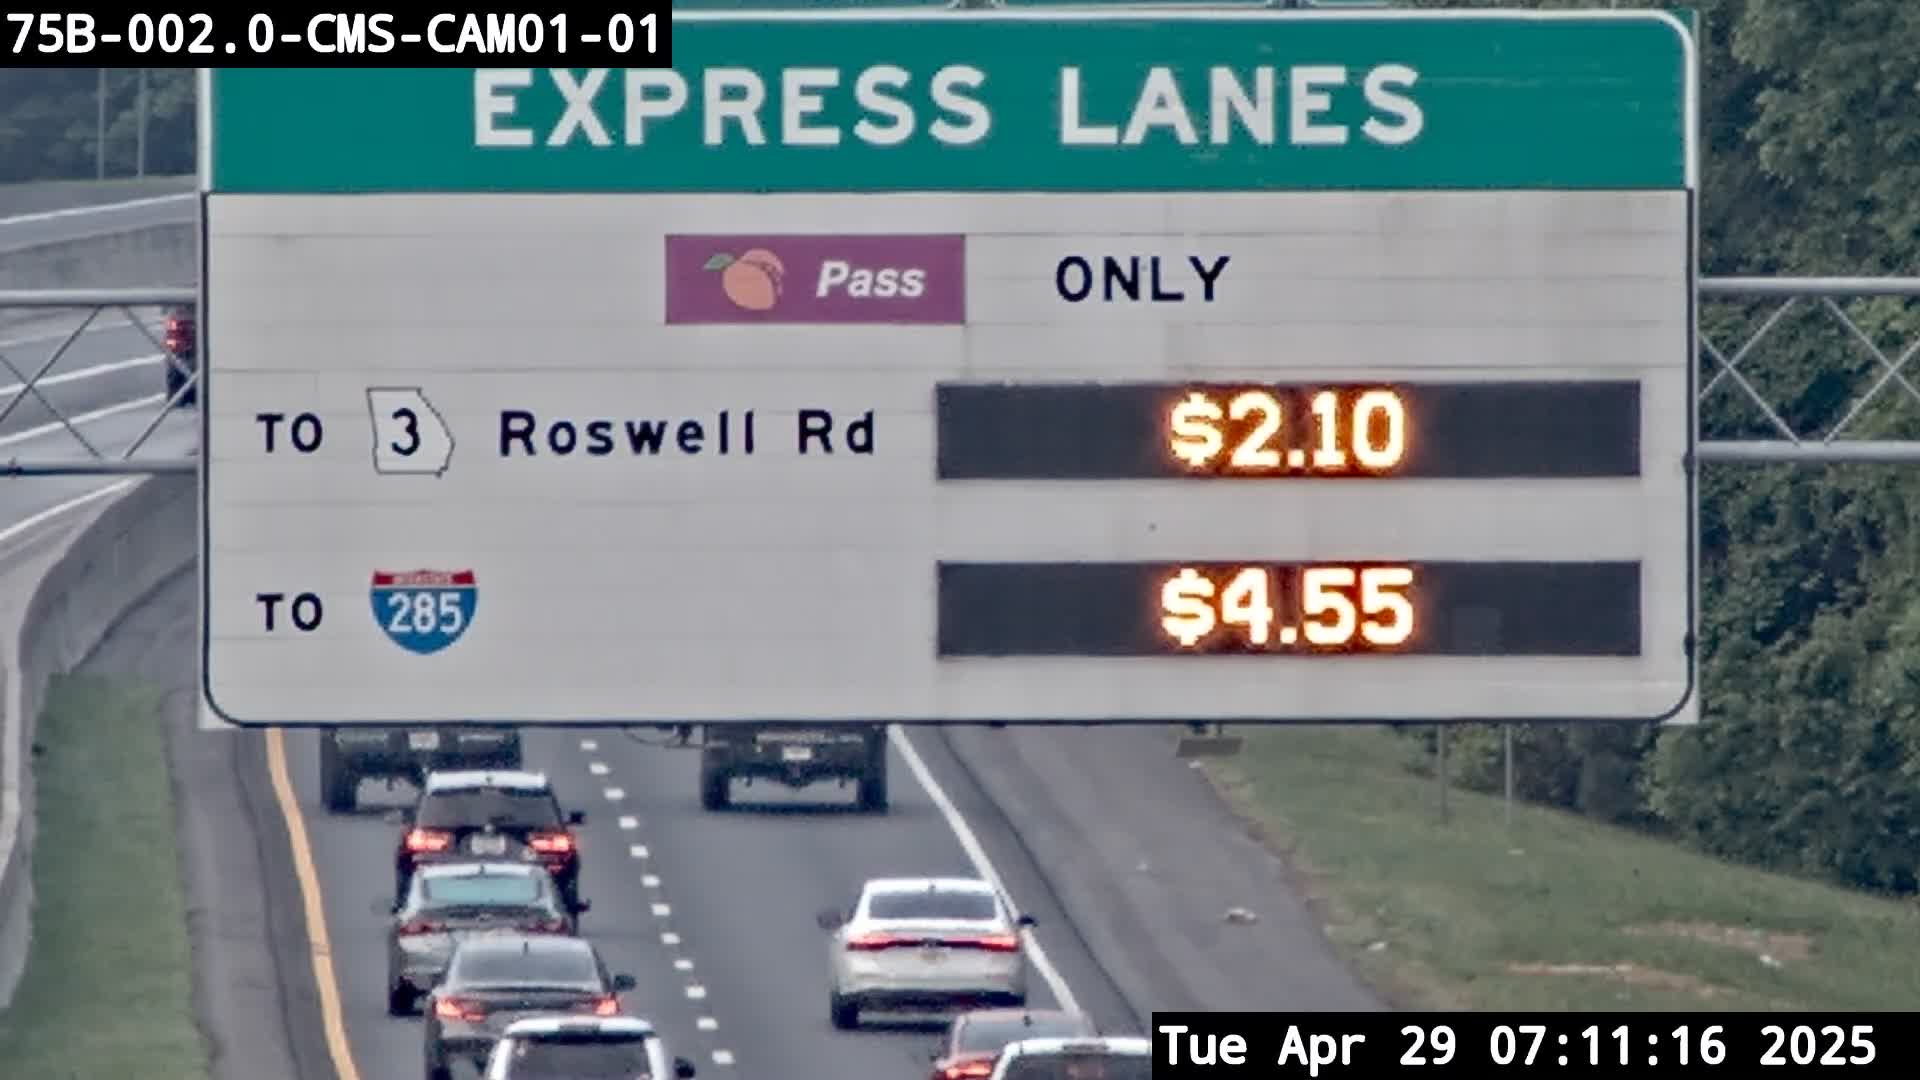 75B-002.0-CMS-CAM01-01
EXPRESS LANES
Pass ONLY
TO 3 Roswell Rd $2.10
TO 285 $4.55
Tue Apr 29 07:11:16 2025